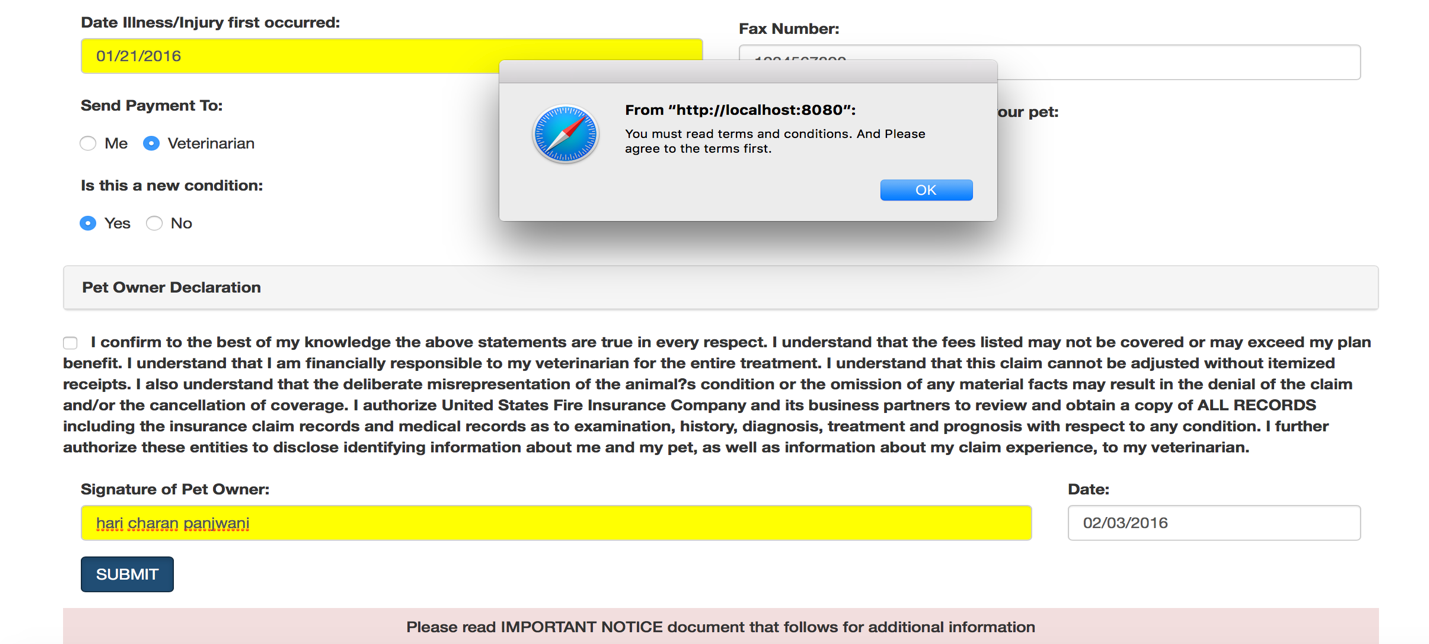 Date Illness/Injury first occurred:
Fax Number:
01/21/2016
Send Payment To:
our pet:
Me Veterinarian
Is this a new condition:
Yes No
From “http://localhost:8080”:
You must read terms and conditions. And Please
agree to the terms first.
OK
Pet Owner Declaration
I confirm to the best of my knowledge the above statements are true in every respect. I understand that the fees listed may not be covered or may exceed my plan
benefit. I understand that I am financially responsible to my veterinarian for the entire treatment. I understand that this claim cannot be adjusted without itemized
receipts. I also understand that the deliberate misrepresentation of the animal?s condition or the omission of any material facts may result in the denial of the claim
and/or the cancellation of coverage. I authorize United States Fire Insurance Company and its business partners to review and obtain a copy of ALL RECORDS
including the insurance claim records and medical records as to examination, history, diagnosis, treatment and prognosis with respect to any condition. I further
authorize these entities to disclose identifying information about me and my pet, as well as information about my claim experience, to my veterinarian.
Signature of Pet Owner:
Date:
hari charan panjwani
02/03/2016
SUBMIT
Please read IMPORTANT NOTICE document that follows for additional information